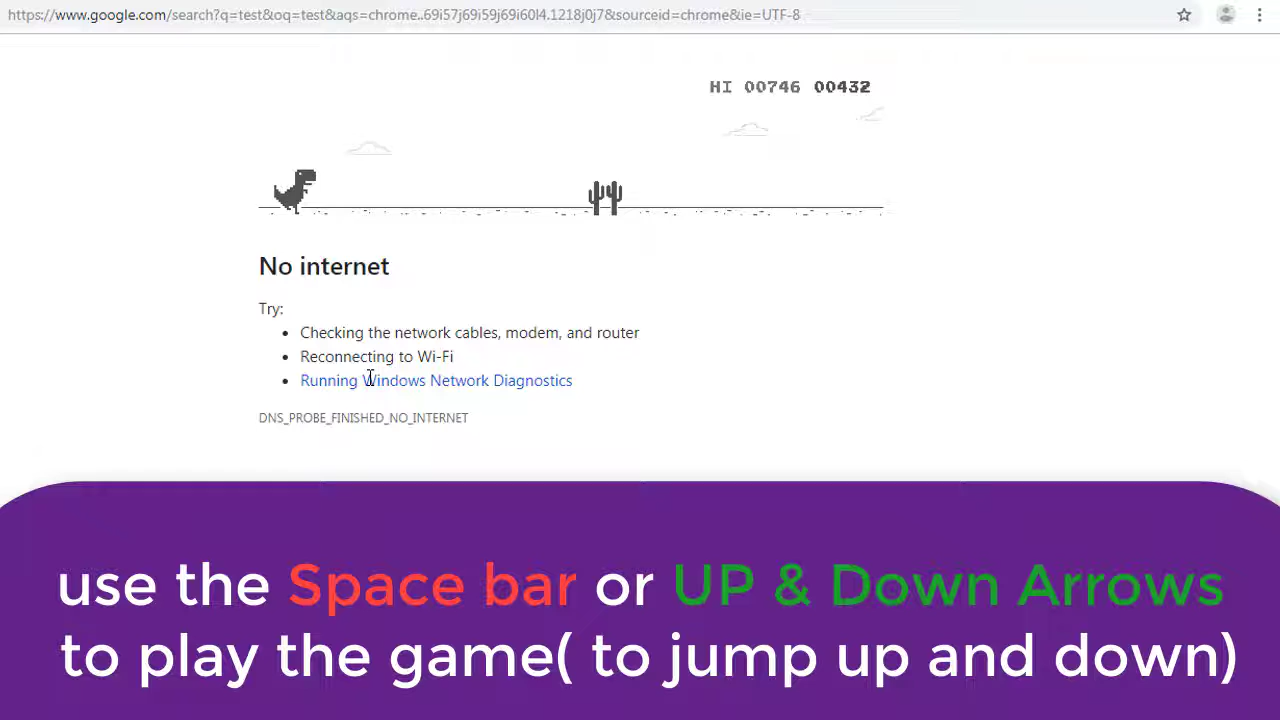 https://www.google.com/search?q=test&oq=test&aqs=chrome..69i57j69i59j69i60l4.1218j0j7&sourceid=chrome&ie=UTF-8
HI 00746 00432
No internet
Try:
• Checking the network cables, modem, and router
• Reconnecting to Wi-Fi
• Running Windows Network Diagnostics
DNS_PROBE_FINISHED_NO_INTERNET
use the Space bar or UP & Down Arrows
to play the game( to jump up and down)